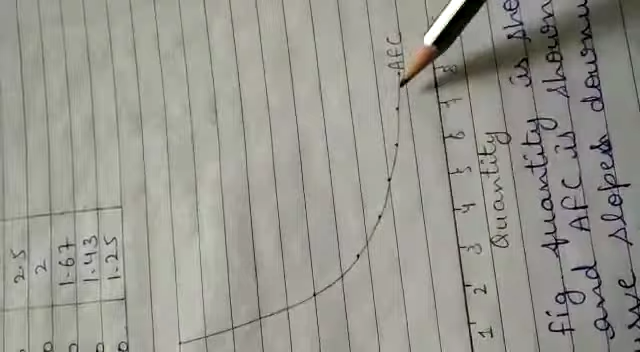 2.5
2
1.67
1.43
1.25
AFC
1 2 3 4 5 6 7 8
Quantity
fig quantity is sho
and AFC is shown
slopes downw